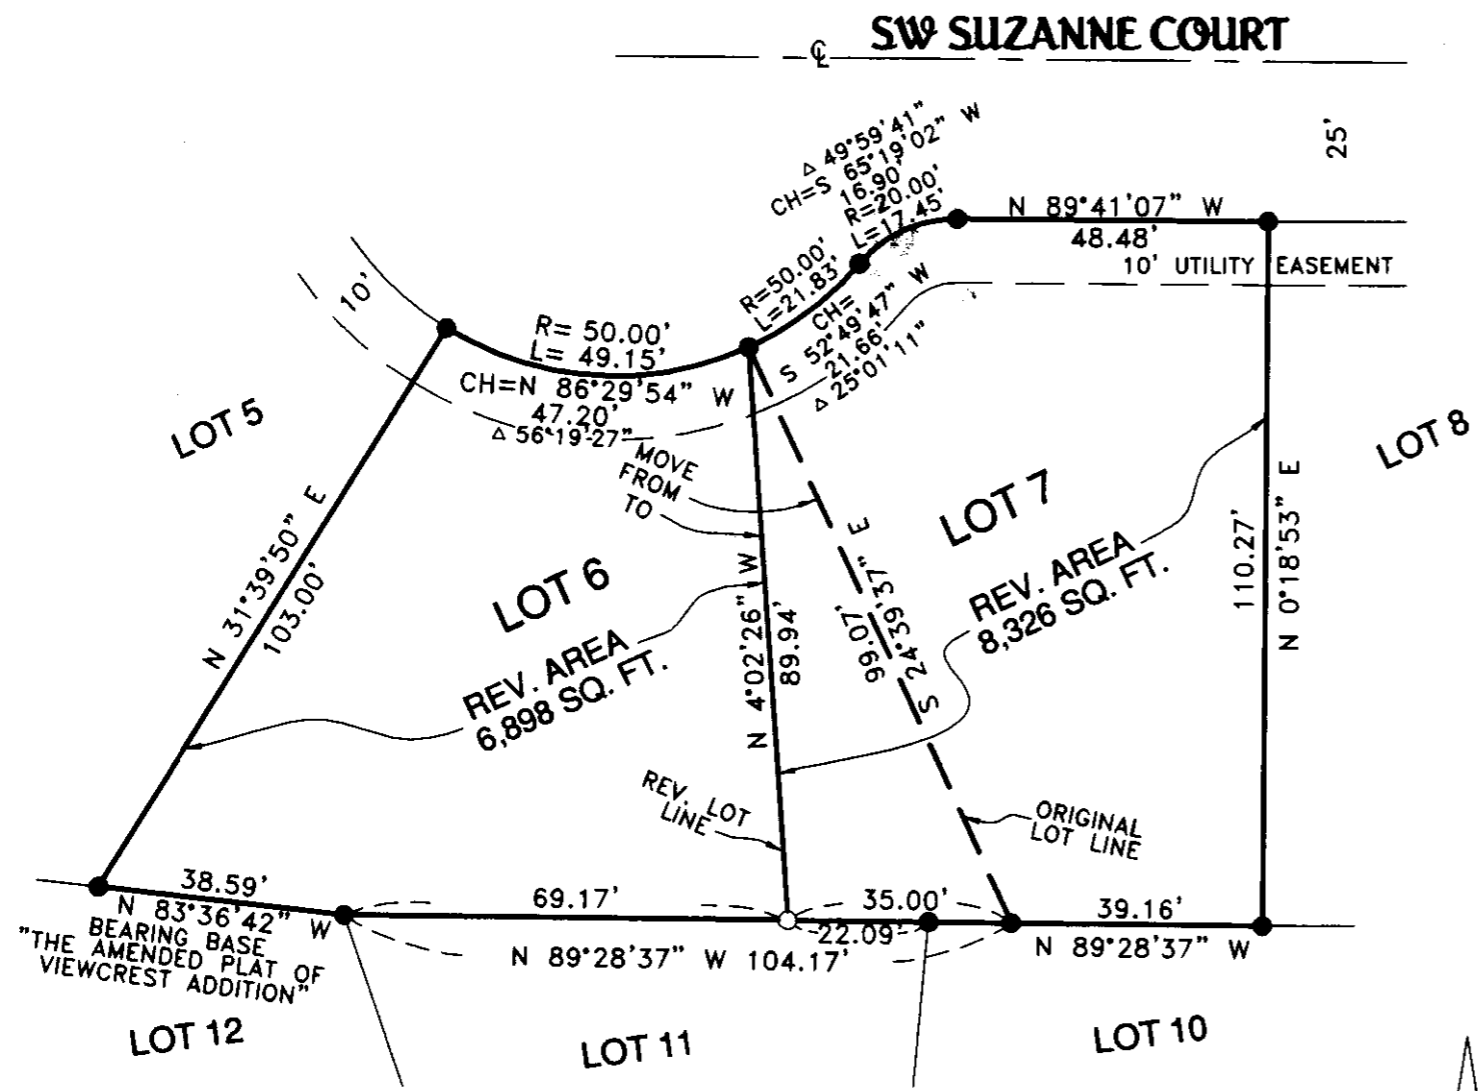 SW SUZANNE COURT
℄
25'
Δ 49°59'41"
CH=S 65°19'02" W
16.90'
R=20.00'
L=17.45'
N 89°41'07" W
48.48'
10' UTILITY EASEMENT
R=50.00'
L=21.83'
CH=
S 52°49'47" W
21.66'
Δ 25°01'11"
10'
R= 50.00'
L= 49.15'
CH=N 86°29'54" W
47.20'
Δ 56°19'27"
LOT 5
MOVE
FROM
TO
LOT 7
LOT 8
N 31°39'50" E
103.00'
LOT 6
REV. AREA
6,898 SQ. FT.
N 4°02'26" W
89.94'
S 24°39'37" E
99.07'
REV. AREA
8,326 SQ. FT.
110.27'
N 0°18'53" E
REV. LOT
LINE
ORIGINAL
LOT LINE
38.59'
N 83°36'42" W
BEARING BASE
"THE AMENDED PLAT OF
VIEWCREST ADDITION"
69.17'
35.00'
22.09'
N 89°28'37" W 104.17'
39.16'
N 89°28'37" W
LOT 12
LOT 11
LOT 10